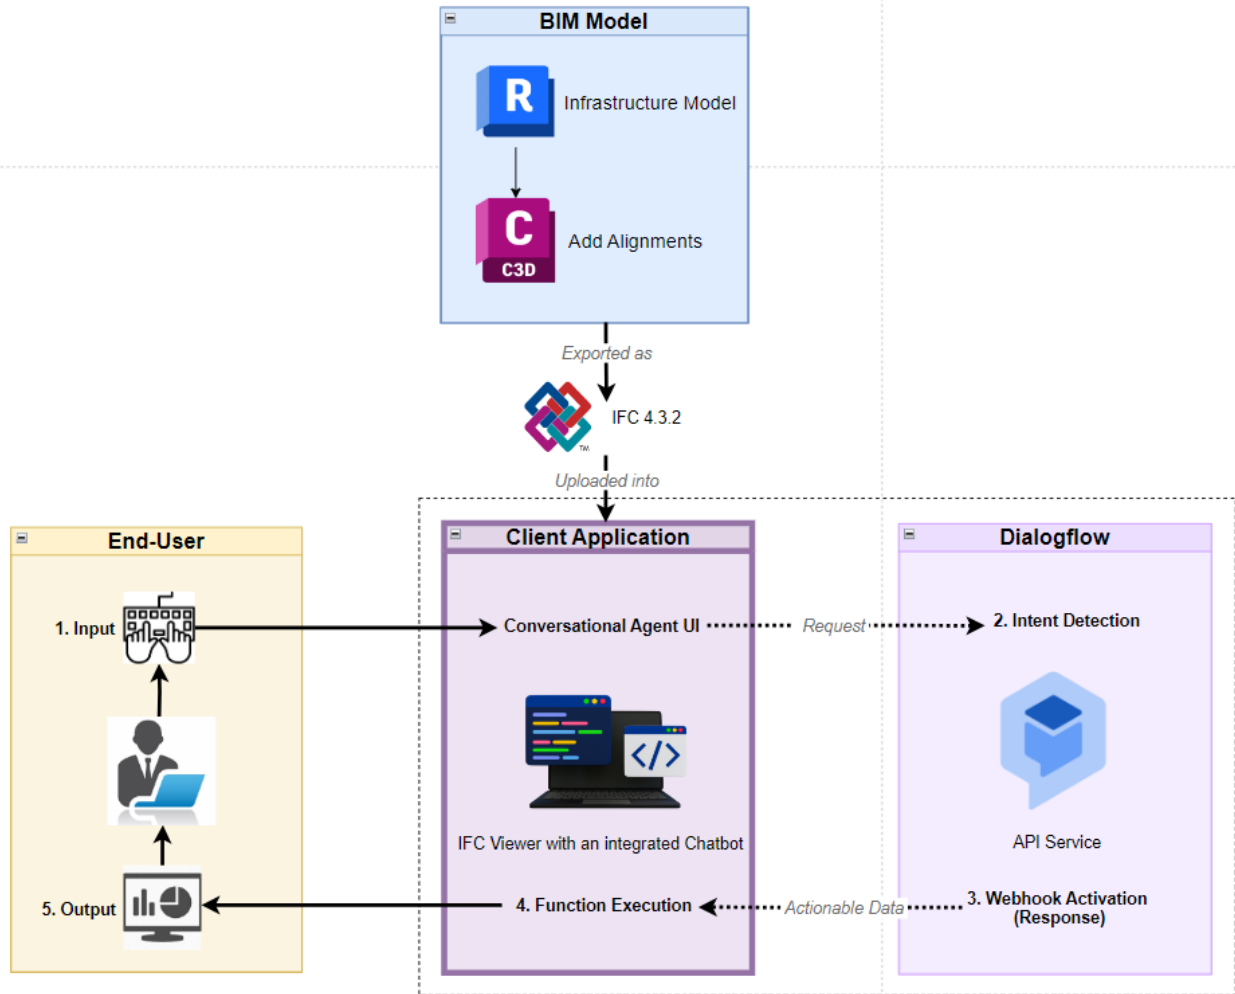 BIM Model
R
Infrastructure Model
C
C3D
Add Alignments
Exported as
IFC 4.3.2
TM
Uploaded into
End-User
Client Application
Dialogflow
1. Input
Conversational Agent UI
Request
2. Intent Detection
</>
IFC Viewer with an integrated Chatbot
API Service
5. Output
4. Function Execution
Actionable Data
3. Webhook Activation
(Response)